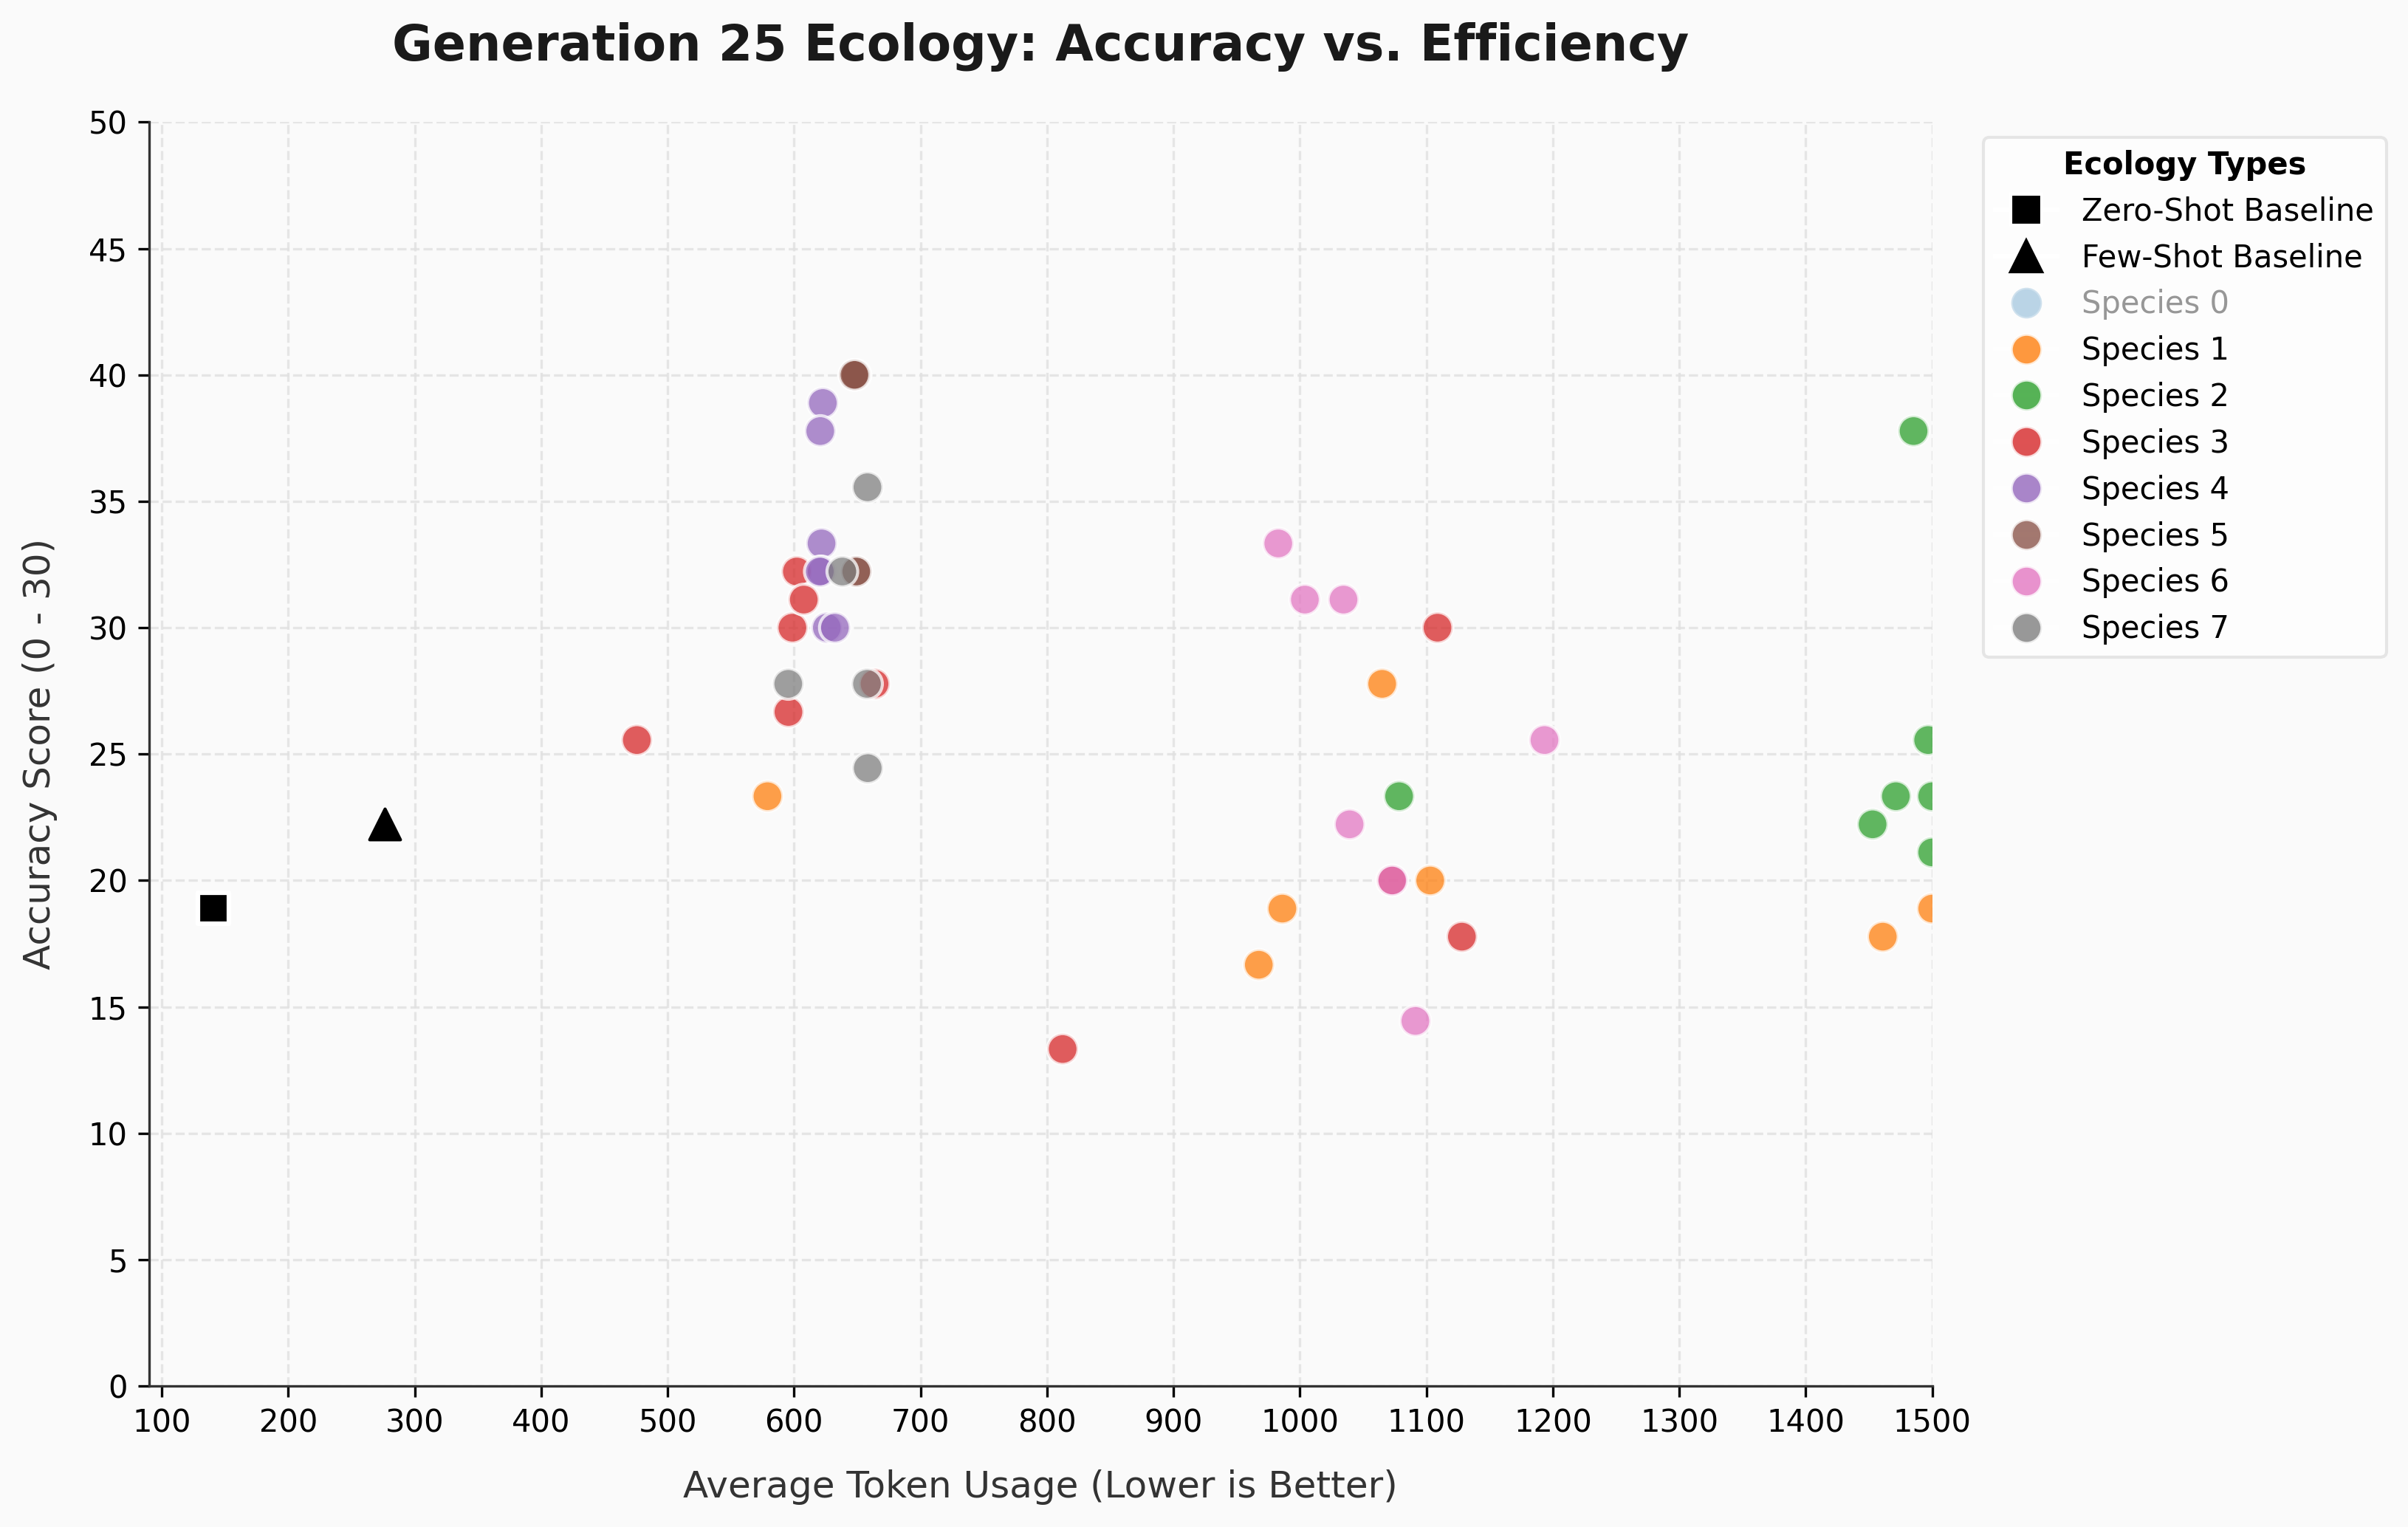 Generation 25 Ecology: Accuracy vs. Efficiency
Accuracy Score (0 - 30)
50
45
40
35
30
25
20
15
10
5
0
100 200 300 400 500 600 700 800 900 1000 1100 1200 1300 1400 1500
Average Token Usage (Lower is Better)
Ecology Types
Zero-Shot Baseline
Few-Shot Baseline
Species 0
Species 1
Species 2
Species 3
Species 4
Species 5
Species 6
Species 7